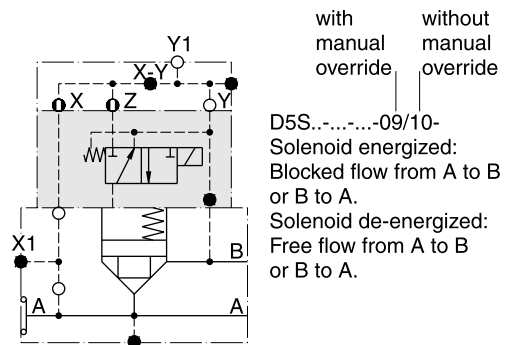 with
manual
override
without
manual
override
Y1
X-Y
X
Z
Y
D5S..-...-...-09/10-
Solenoid energized:
Blocked flow from A to B
or B to A.
Solenoid de-energized:
Free flow from A to B
or B to A.
X1
B
A
A